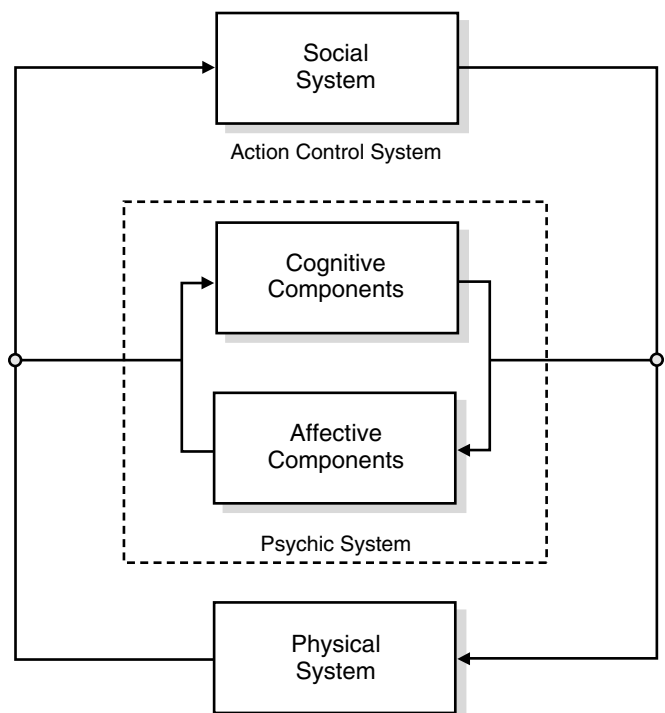 Social
System
Action Control System
Cognitive
Components
Affective
Components
Psychic System
Physical
System